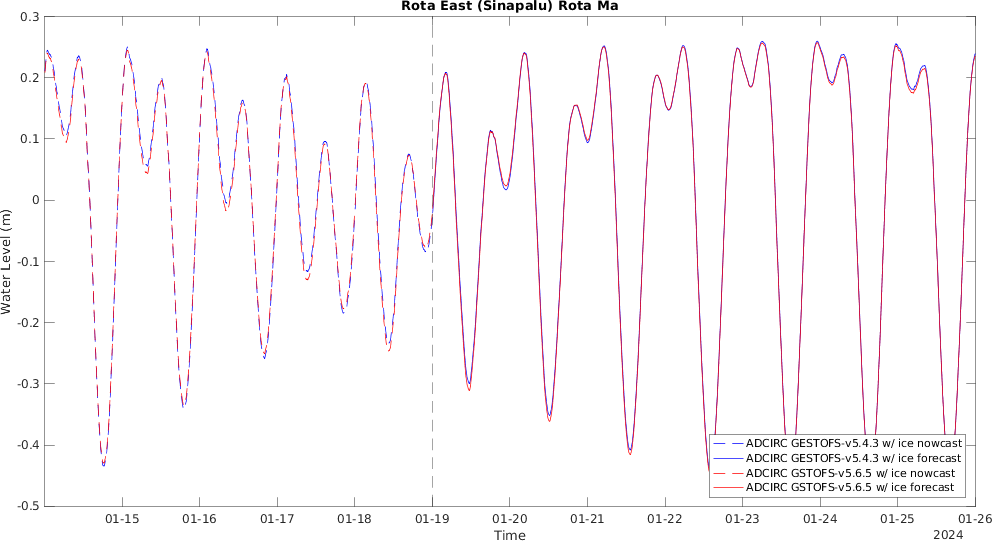 Rota East (Sinapalu) Rota Ma
Water Level (m)
0.3
0.2
0.1
0
-0.1
-0.2
-0.3
-0.4
-0.5
ADCIRC GESTOFS-v5.4.3 w/ ice nowcast
ADCIRC GESTOFS-v5.4.3 w/ ice forecast
ADCIRC GSTOFS-v5.6.5 w/ ice nowcast
ADCIRC GSTOFS-v5.6.5 w/ ice forecast
01-15 01-16 01-17 01-18 01-19 01-20 01-21 01-22 01-23 01-24 01-25 01-26
Time
2024